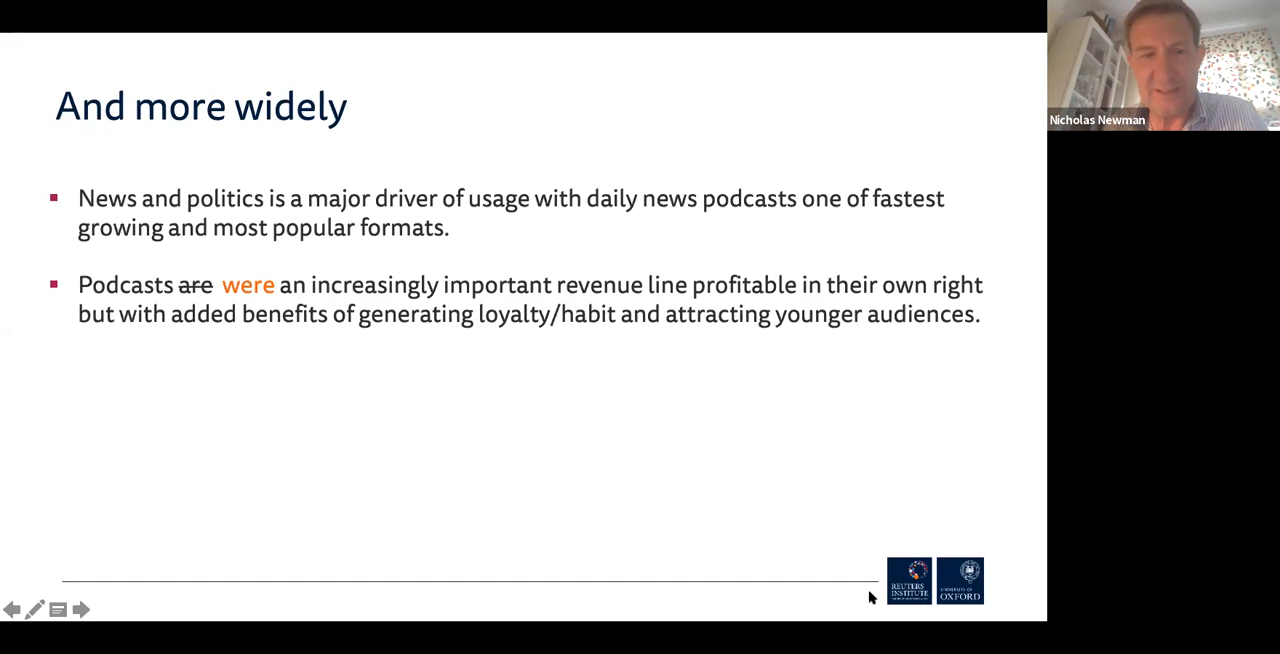 And more widely
Nicholas Newman
News and politics is a major driver of usage with daily news podcasts one of fastest
growing and most popular formats.
Podcasts are were an increasingly important revenue line profitable in their own right
but with added benefits of generating loyalty/habit and attracting younger audiences.
REUTERS
INSTITUTE
UNIVERSITY OF
OXFORD